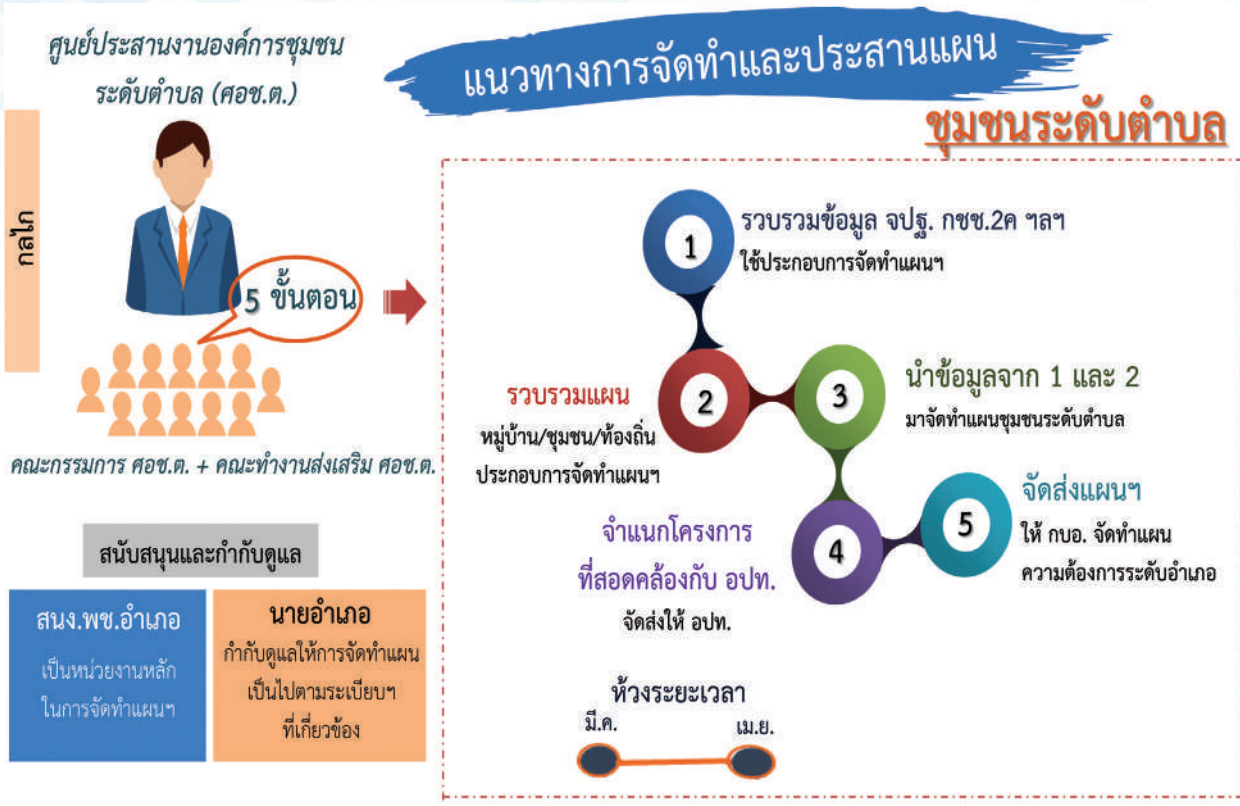 ศูนย์ประสานงานองค์การชุมชน
ระดับตำบล (ศอช.ต.)
แนวทางการจัดทำและประสานแผน
ชุมชนระดับตำบล
กลไก
5 ขั้นตอน
คณะกรรมการ ศอช.ต. + คณะทำงานส่งเสริม ศอช.ต.
สนับสนุนและกำกับดูแล
สนง.พช.อำเภอ
เป็นหน่วยงานหลัก
ในการจัดทำแผนฯ
นายอำเภอ
กำกับดูแลให้การจัดทำแผน
เป็นไปตามระเบียบฯ
ที่เกี่ยวข้อง
1
รวบรวมข้อมูล จปฐ. กชช.2ค ฯลฯ
ใช้ประกอบการจัดทำแผนฯ
2
รวบรวมแผน
หมู่บ้าน/ชุมชน/ท้องถิ่น
ประกอบการจัดทำแผนฯ
3
นำข้อมูลจาก 1 และ 2
มาจัดทำแผนชุมชนระดับตำบล
4
จำแนกโครงการ
ที่สอดคล้องกับ อปท.
จัดส่งให้ อปท.
5
จัดส่งแผนฯ
ให้ กบอ. จัดทำแผน
ความต้องการระดับอำเภอ
ห้วงระยะเวลา
มี.ค.
เม.ย.